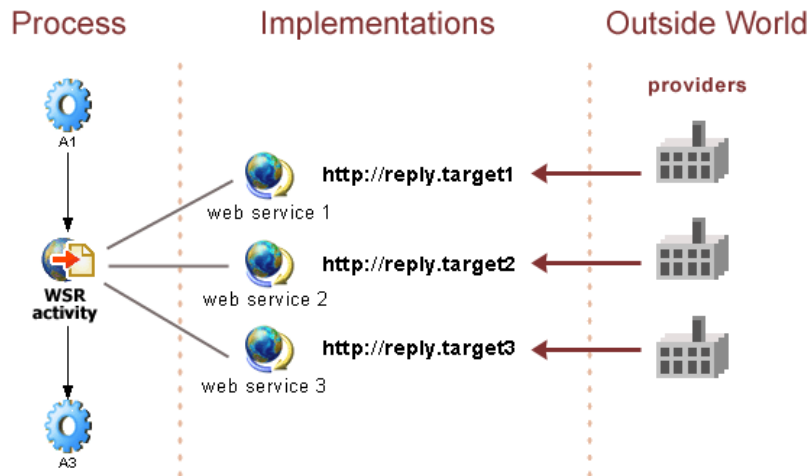 Process
Implementations
Outside World
providers
A1
http://reply.target1
web service 1
WSR
activity
http://reply.target2
web service 2
http://reply.target3
web service 3
A3